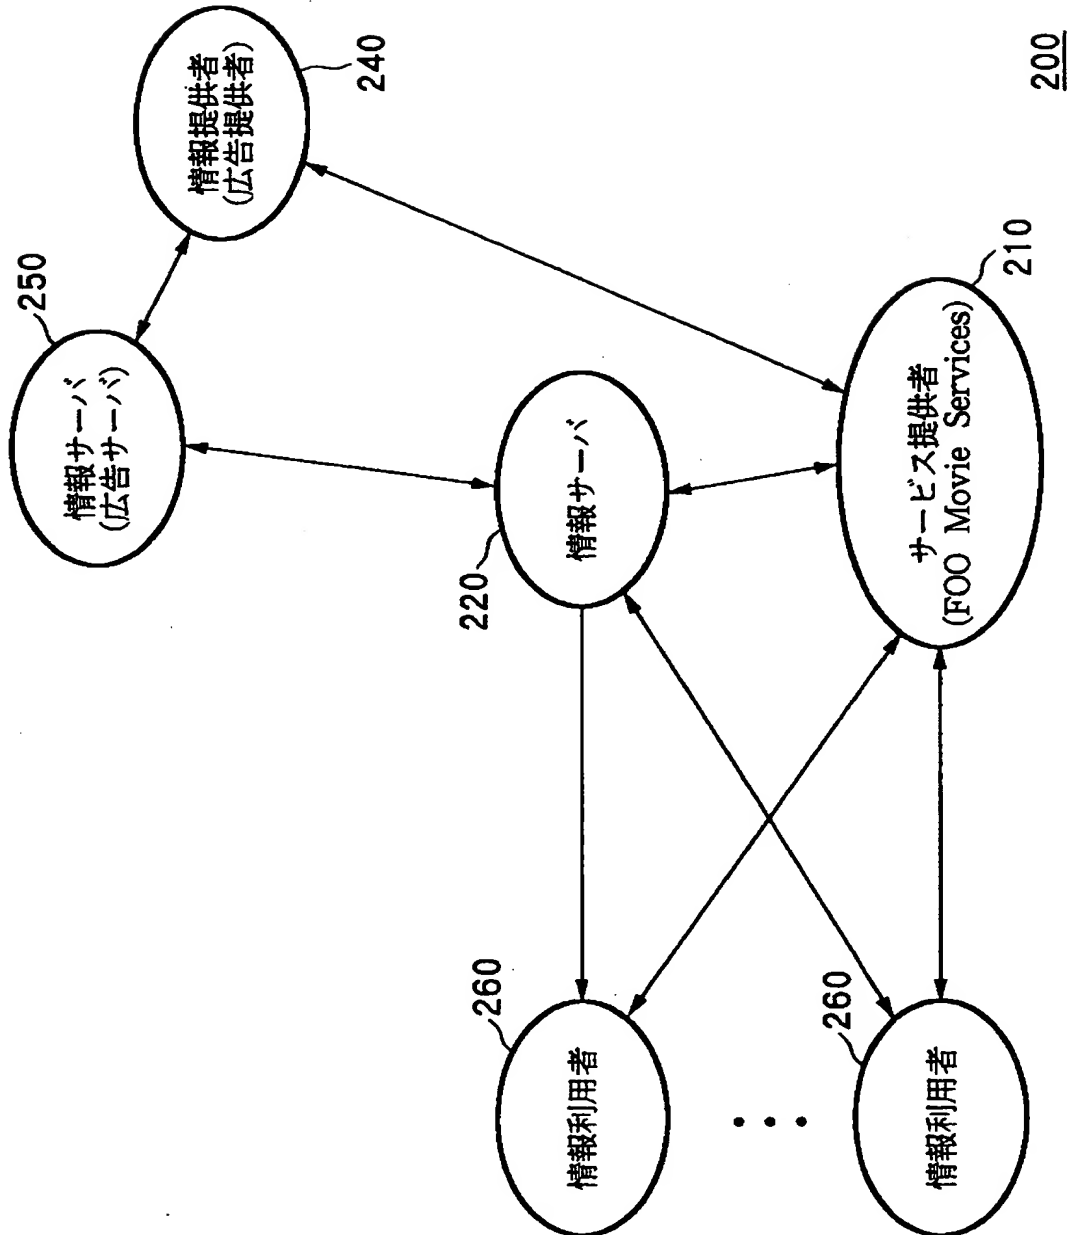 250
情報サーバ
(広告サーバ)
情報提供者
(広告提供者)
240
220
情報サーバ
サービス提供者
(FOO Movie Services)
210
260
情報利用者
260
情報利用者
200